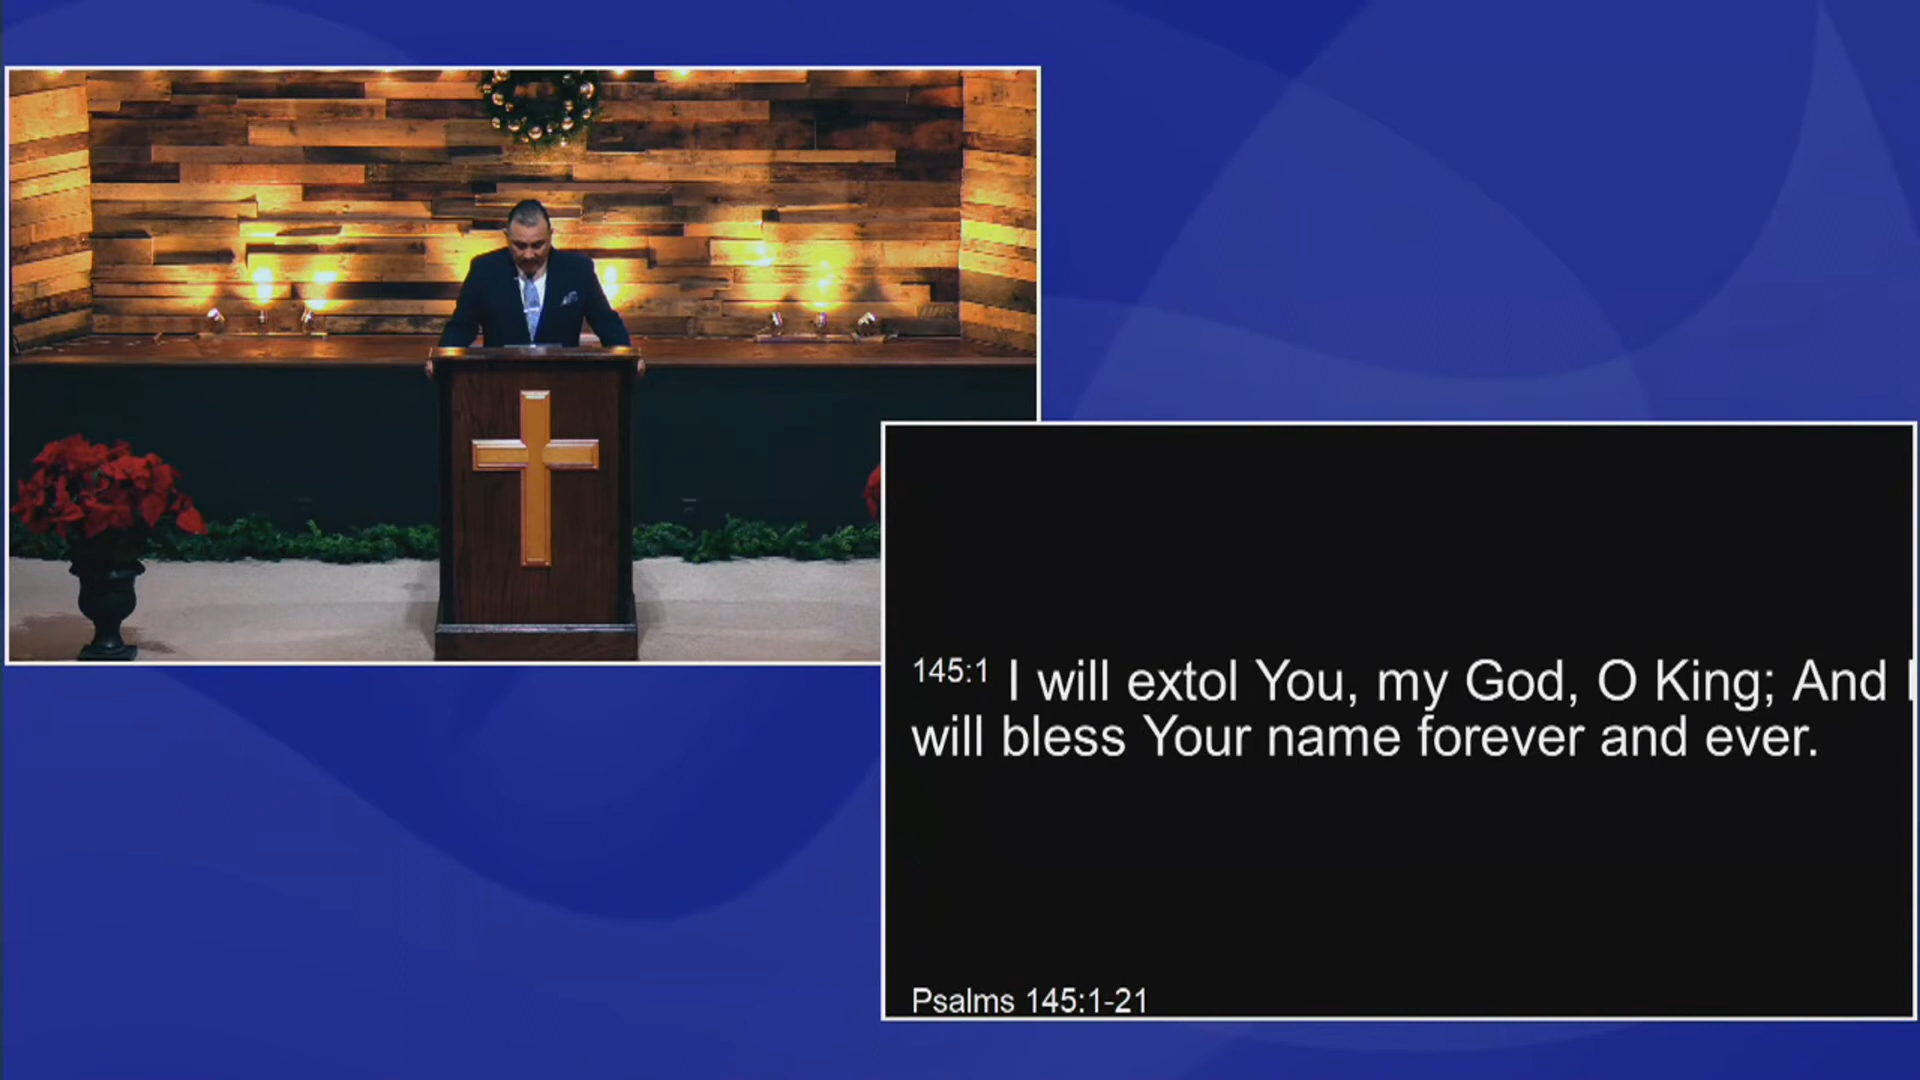 145:1 I will extol You, my God, O King; And I
will bless Your name forever and ever.
Psalms 145:1-21